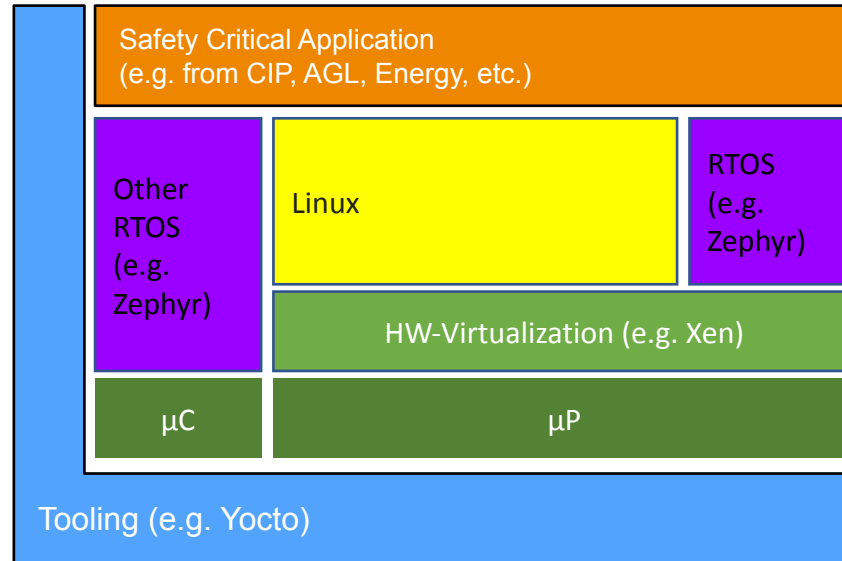 Safety Critical Application
(e.g. from CIP, AGL, Energy, etc.)
Other
RTOS
(e.g.
Zephyr)
Linux
RTOS
(e.g.
Zephyr)
HW-Virtualization (e.g. Xen)
µC
µP
Tooling (e.g. Yocto)